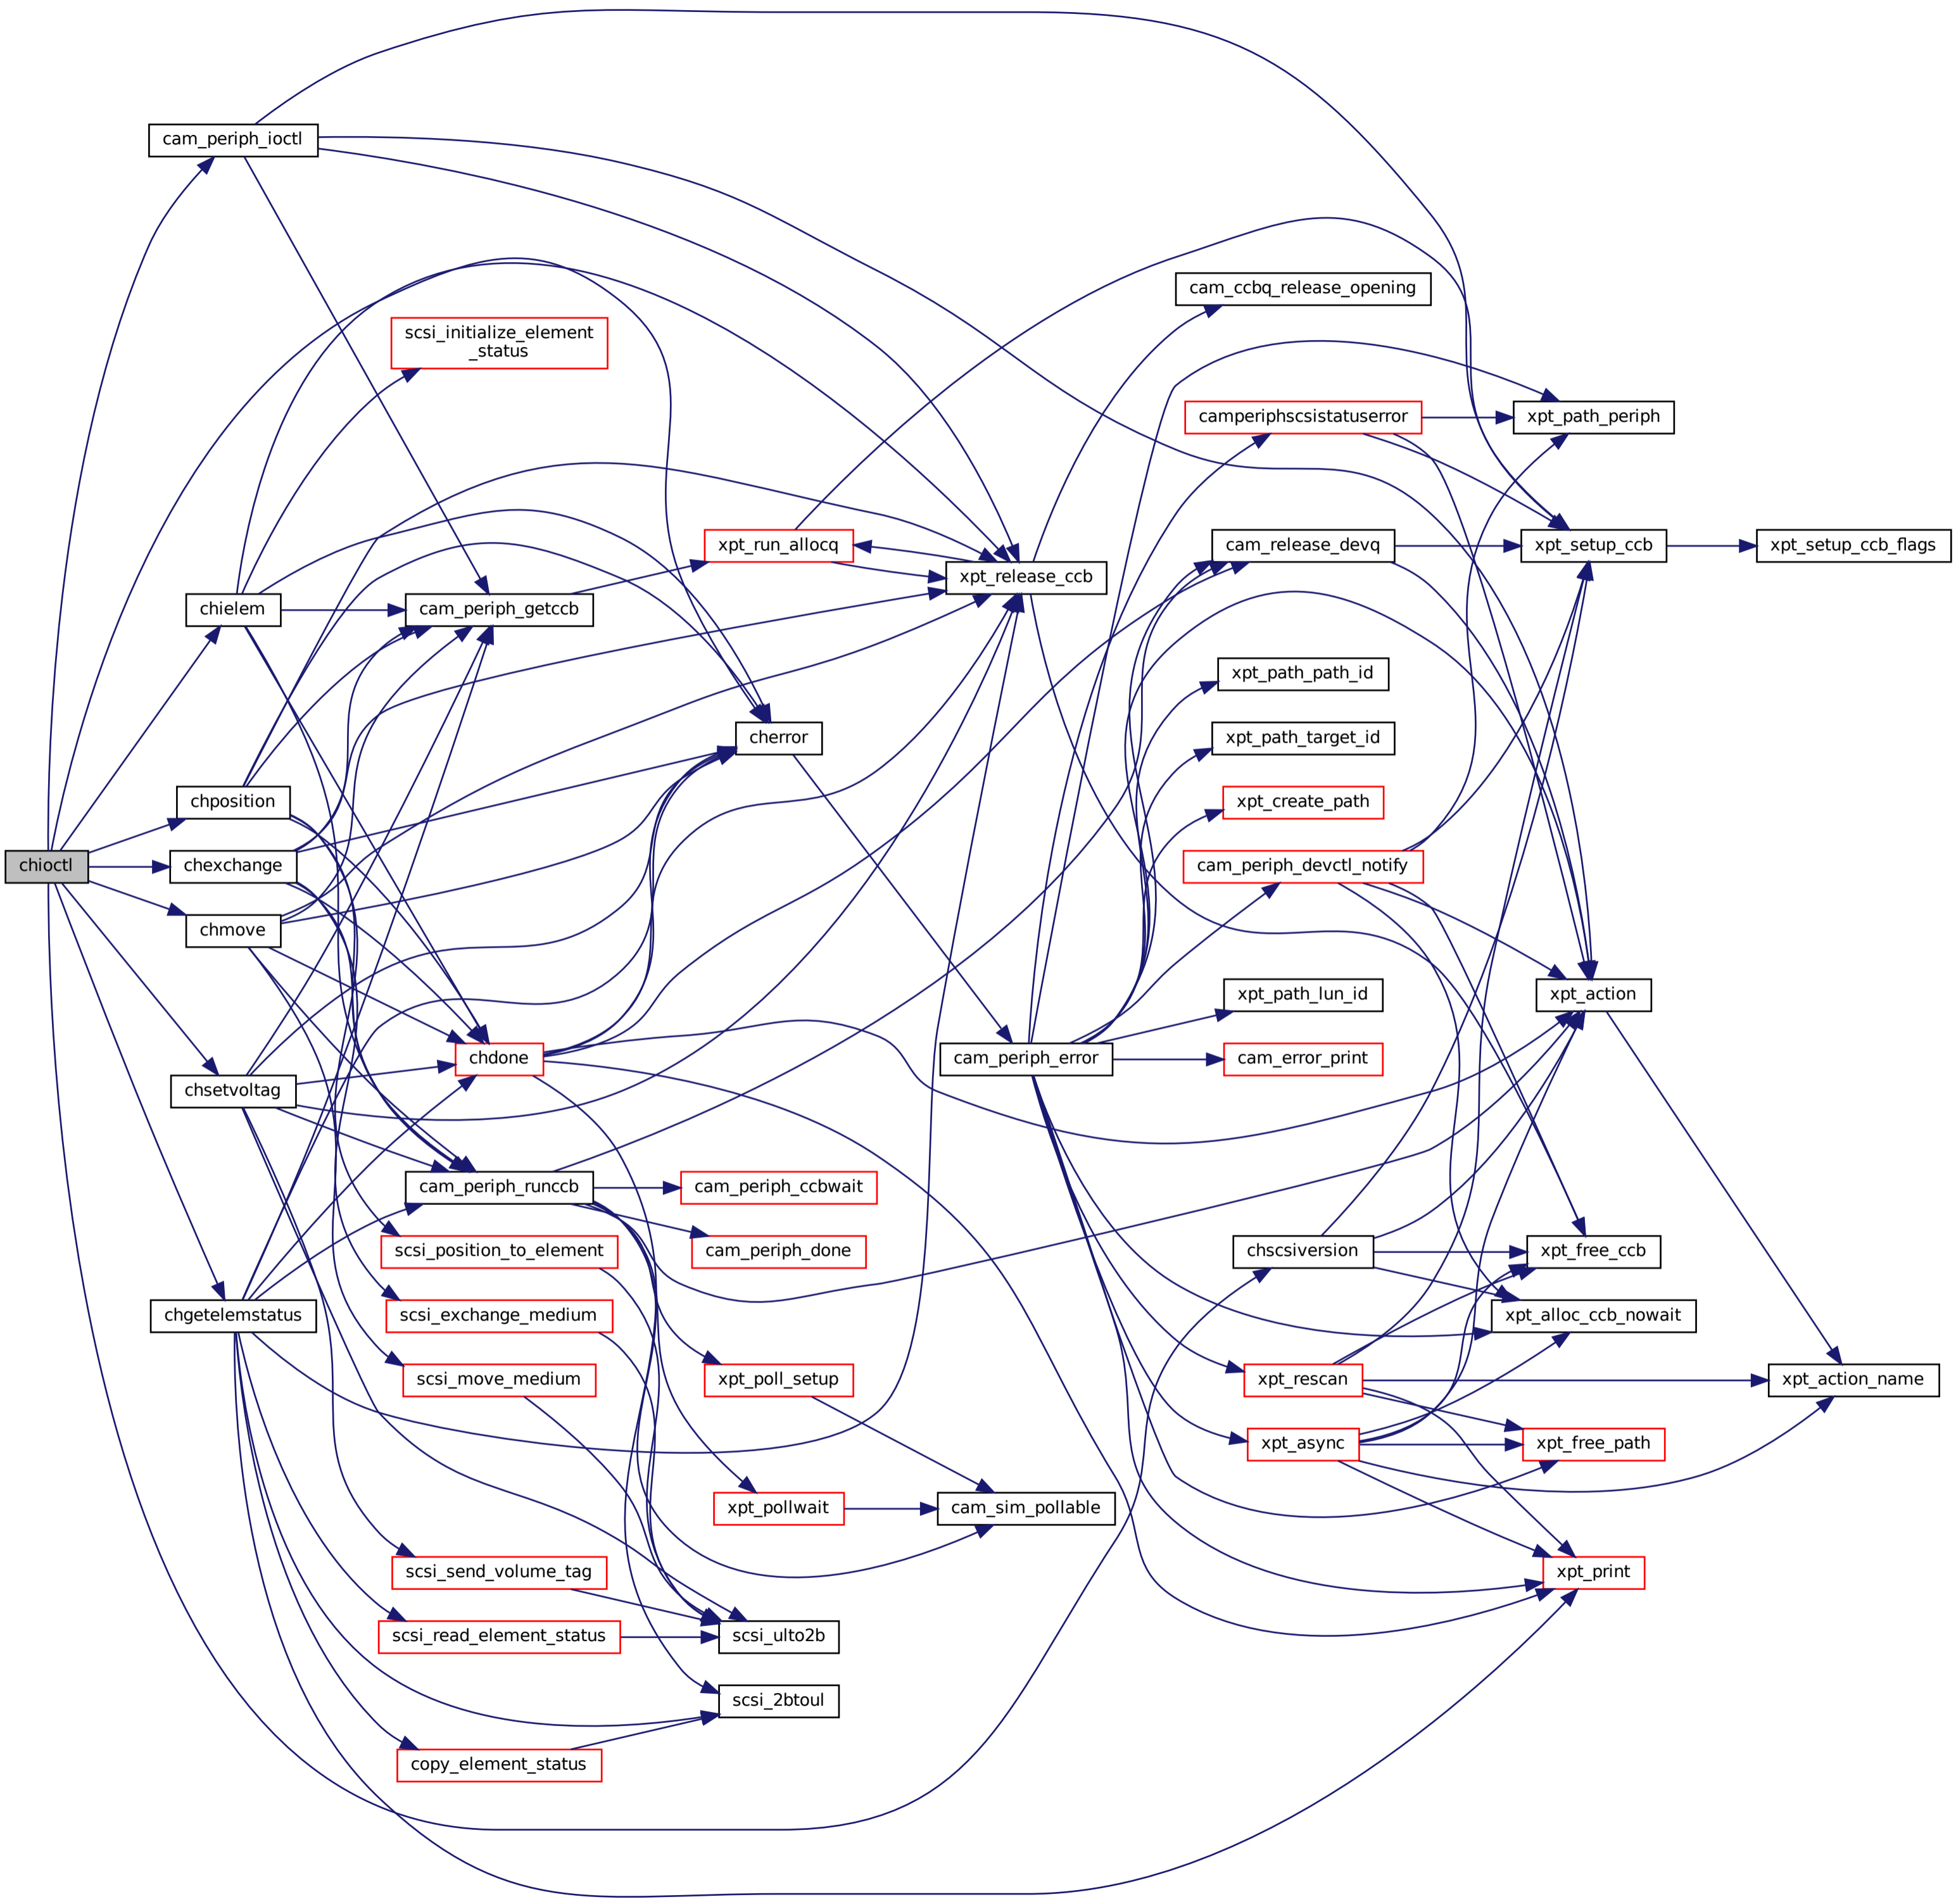 chioctl
cam_periph_ioctl
chielem
chposition
chexchange
chmove
chsetvoltag
chgetelemstatus
scsi_initialize_element
_status
cam_periph_getccb
chdone
cam_periph_runccb
scsi_position_to_element
scsi_exchange_medium
scsi_move_medium
scsi_send_volume_tag
scsi_read_element_status
copy_element_status
xpt_run_allocq
cherror
cam_periph_ccbwait
cam_periph_done
xpt_poll_setup
xpt_pollwait
scsi_ulto2b
scsi_2btoul
xpt_release_ccb
cam_periph_error
cam_sim_pollable
cam_ccbq_release_opening
camperiphscsistatuserror
cam_release_devq
xpt_path_path_id
xpt_path_target_id
xpt_create_path
cam_periph_devctl_notify
xpt_path_lun_id
cam_error_print
chscsiversion
xpt_rescan
xpt_async
xpt_path_periph
xpt_setup_ccb
xpt_action
xpt_free_ccb
xpt_alloc_ccb_nowait
xpt_free_path
xpt_print
xpt_setup_ccb_flags
xpt_action_name